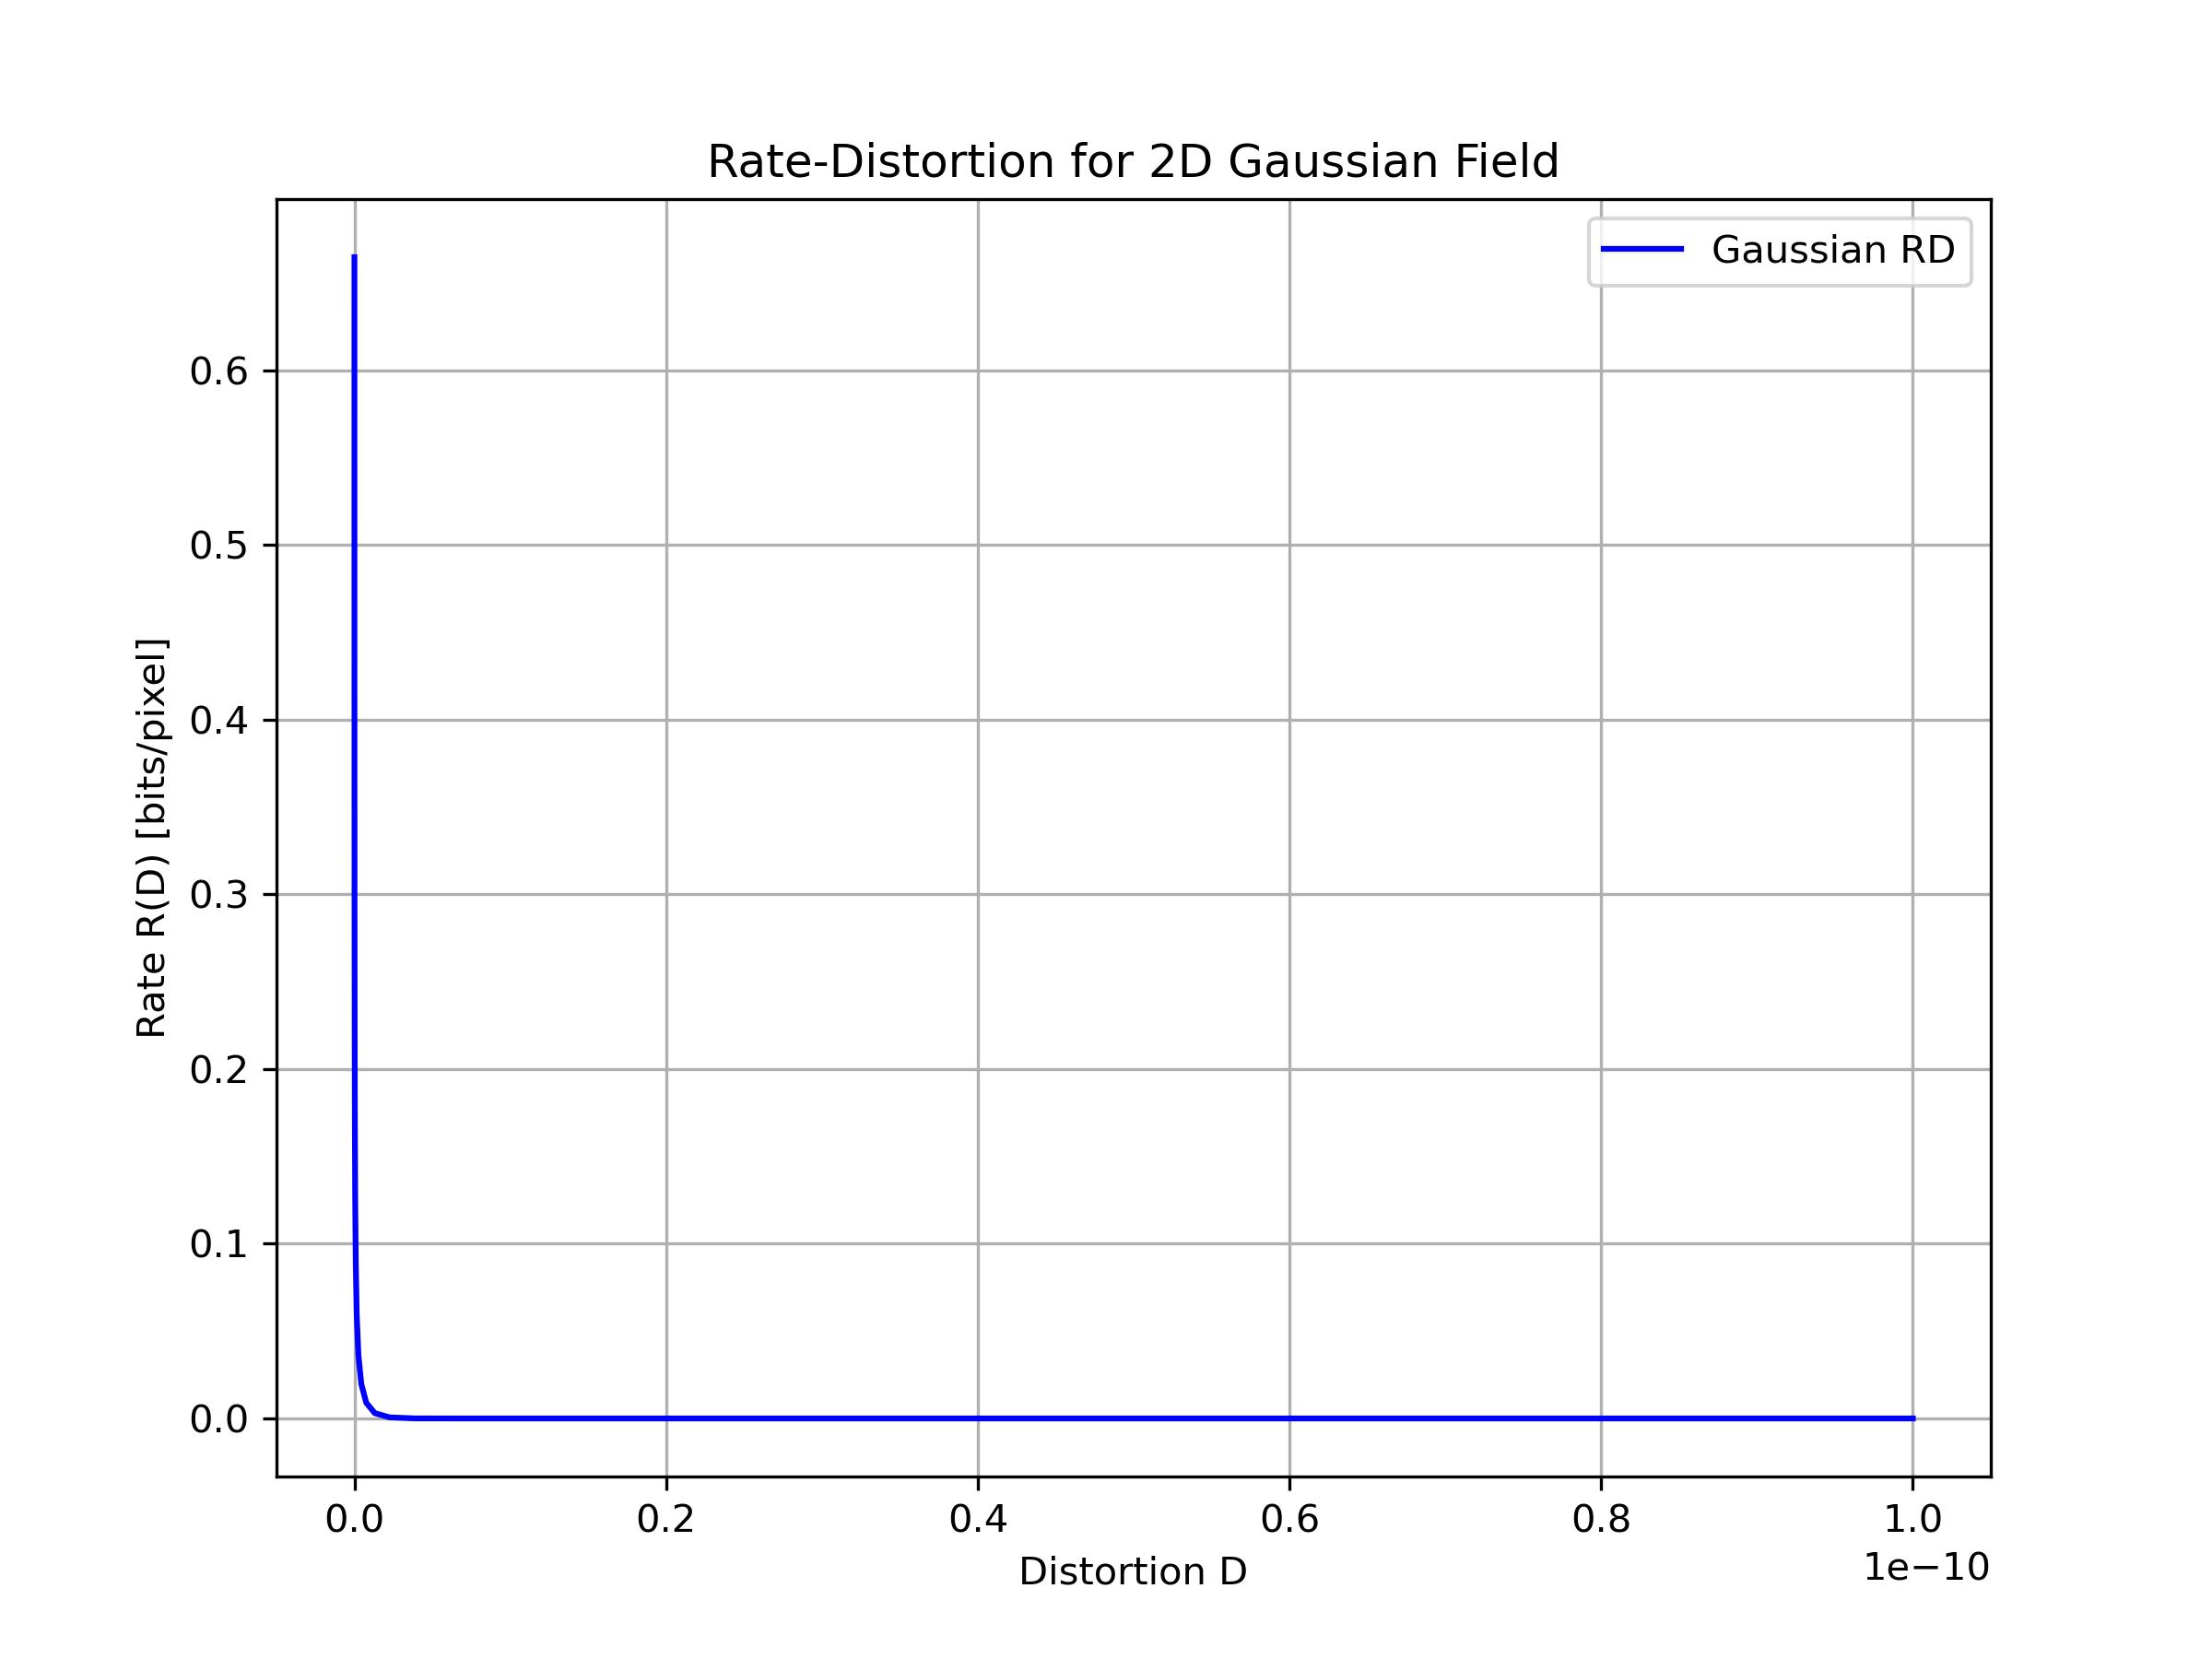 Rate-Distortion for 2D Gaussian Field
Gaussian RD
Rate R(D) [bits/pixel]
0.6
0.5
0.4
0.3
0.2
0.1
0.0
0.0 0.2 0.4 0.6 0.8 1.0
1e−10
Distortion D